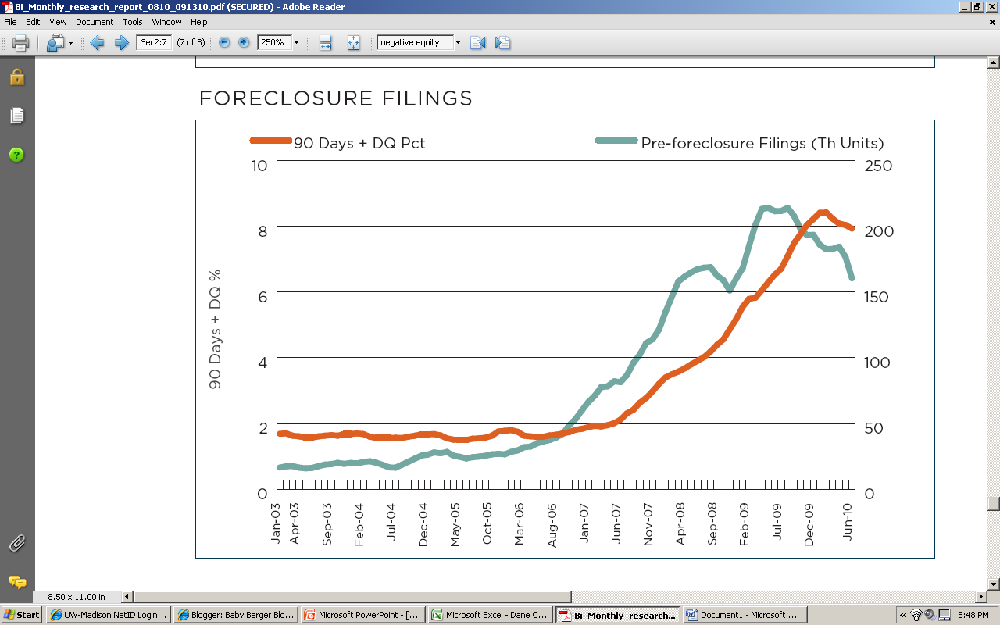 Bi_Monthly_research_report_0810_091310.pdf (SECURED) - Adobe Reader
File Edit View Document Tools Window Help
Sec2:7 (7 of 8) 250% negative equity
FORECLOSURE FILINGS
90 Days + DQ Pct Pre-foreclosure Filings (Th Units)
10 250
8 200
6 150
4 100
2 50
0 0
90 Days + DQ %
Jan-03 Apr-03 Sep-03 Feb-04 Jul-04 Dec-04 May-05 Oct-05 Mar-06 Aug-06 Jan-07 Jun-07 Nov-07 Apr-08 Sep-08 Feb-09 Jul-09 Dec-09 Jun-10
8.50 x 11.00 in
Start UW-Madison NetID Login... Blogger: Baby Berger Blo... Microsoft PowerPoint - [... Microsoft Excel - Dane C... Bi_Monthly_research... Document1 - Microsoft ... « 5:48 PM